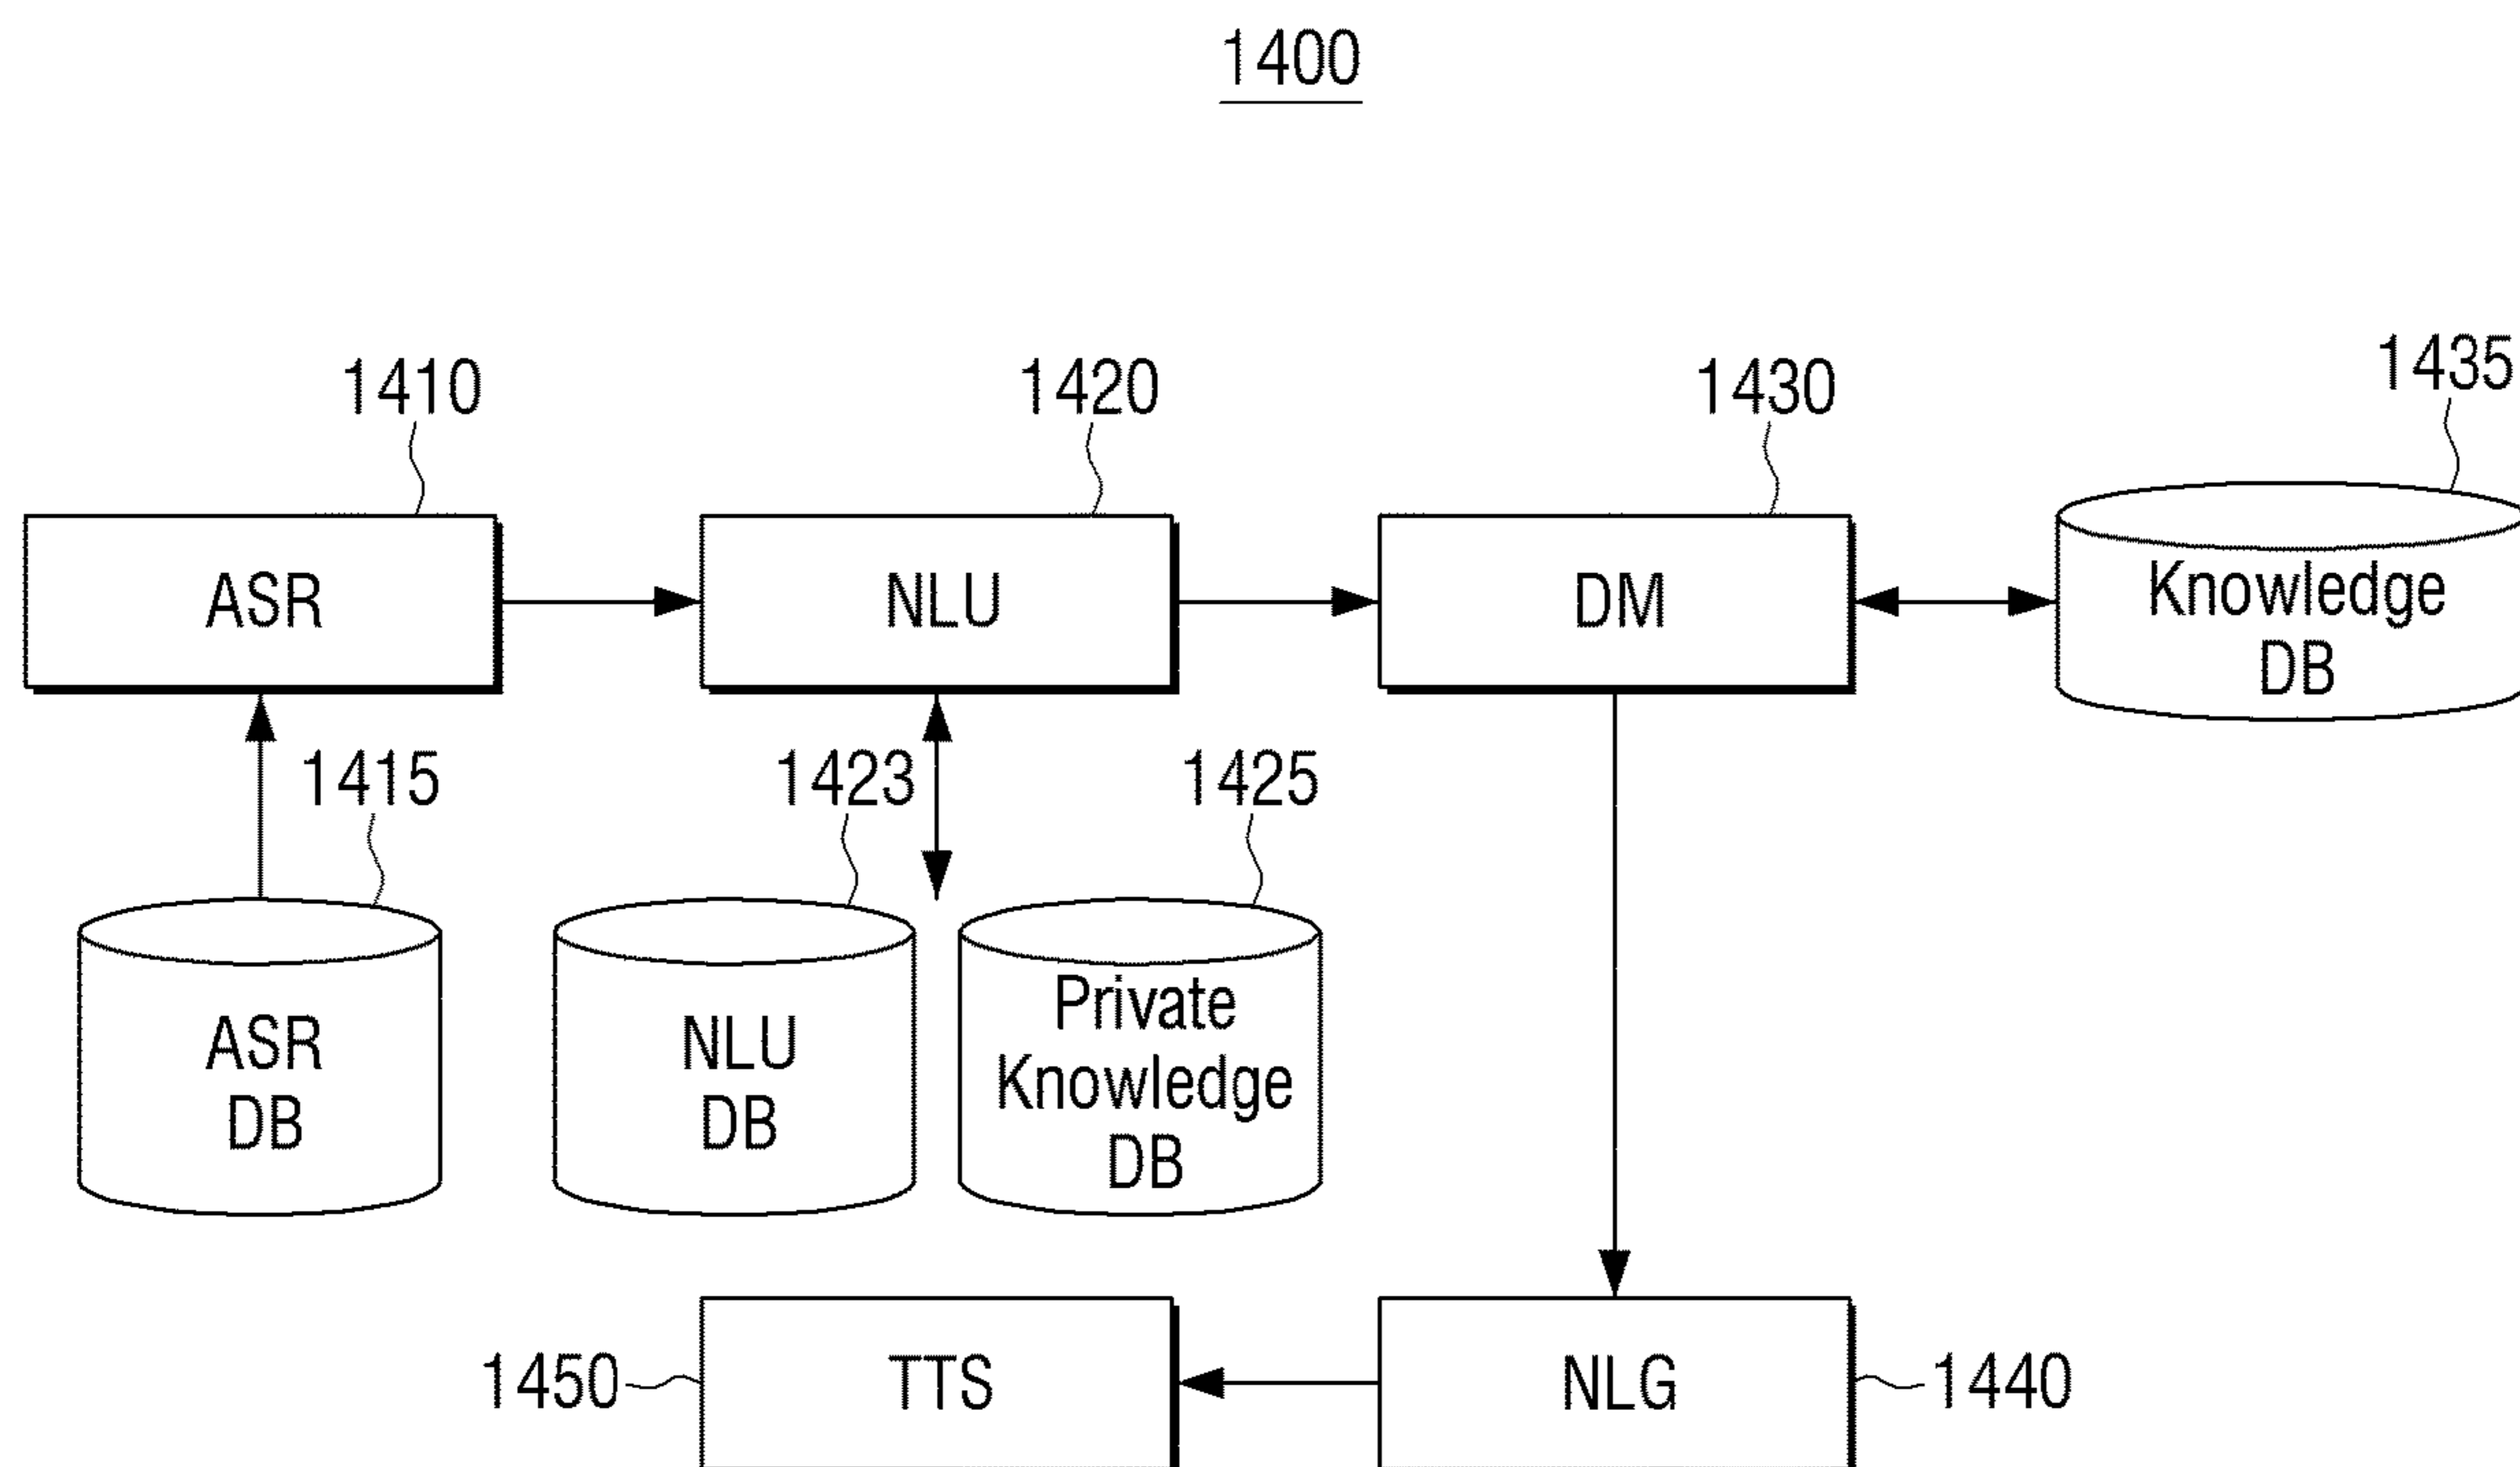 1400
1410
1420
1430
1435
ASR
NLU
DM
Knowledge
DB
1415
1423
1425
ASR
DB
NLU
DB
Private
Knowledge
DB
1450
TTS
NLG
1440